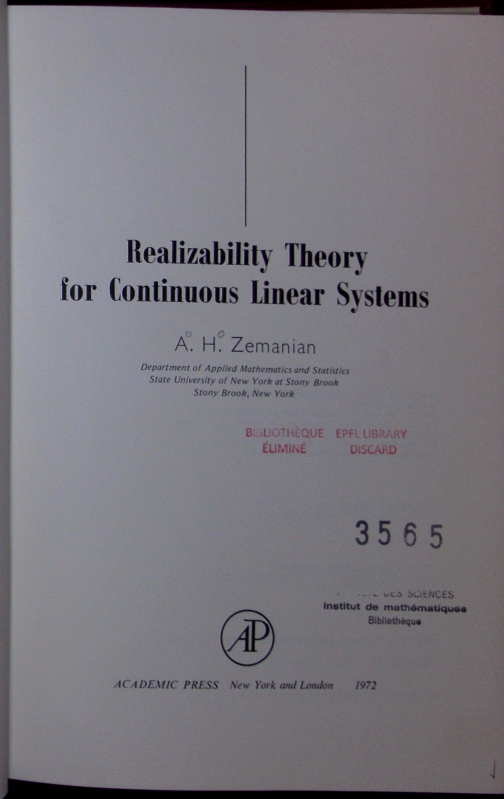 Realizability Theory
for Continuous Linear Systems
A. H. Zemanian
Department of Applied Mathematics and Statistics
State University of New York at Stony Brook
Stony Brook, New York
BIBLIOTHÈQUE EPFL LIBRARY
ÉLIMINÉ DISCARD
3565
DES SCIENCES
Institut de mathématiques
Bibliothèque
AP
ACADEMIC PRESS New York and London 1972